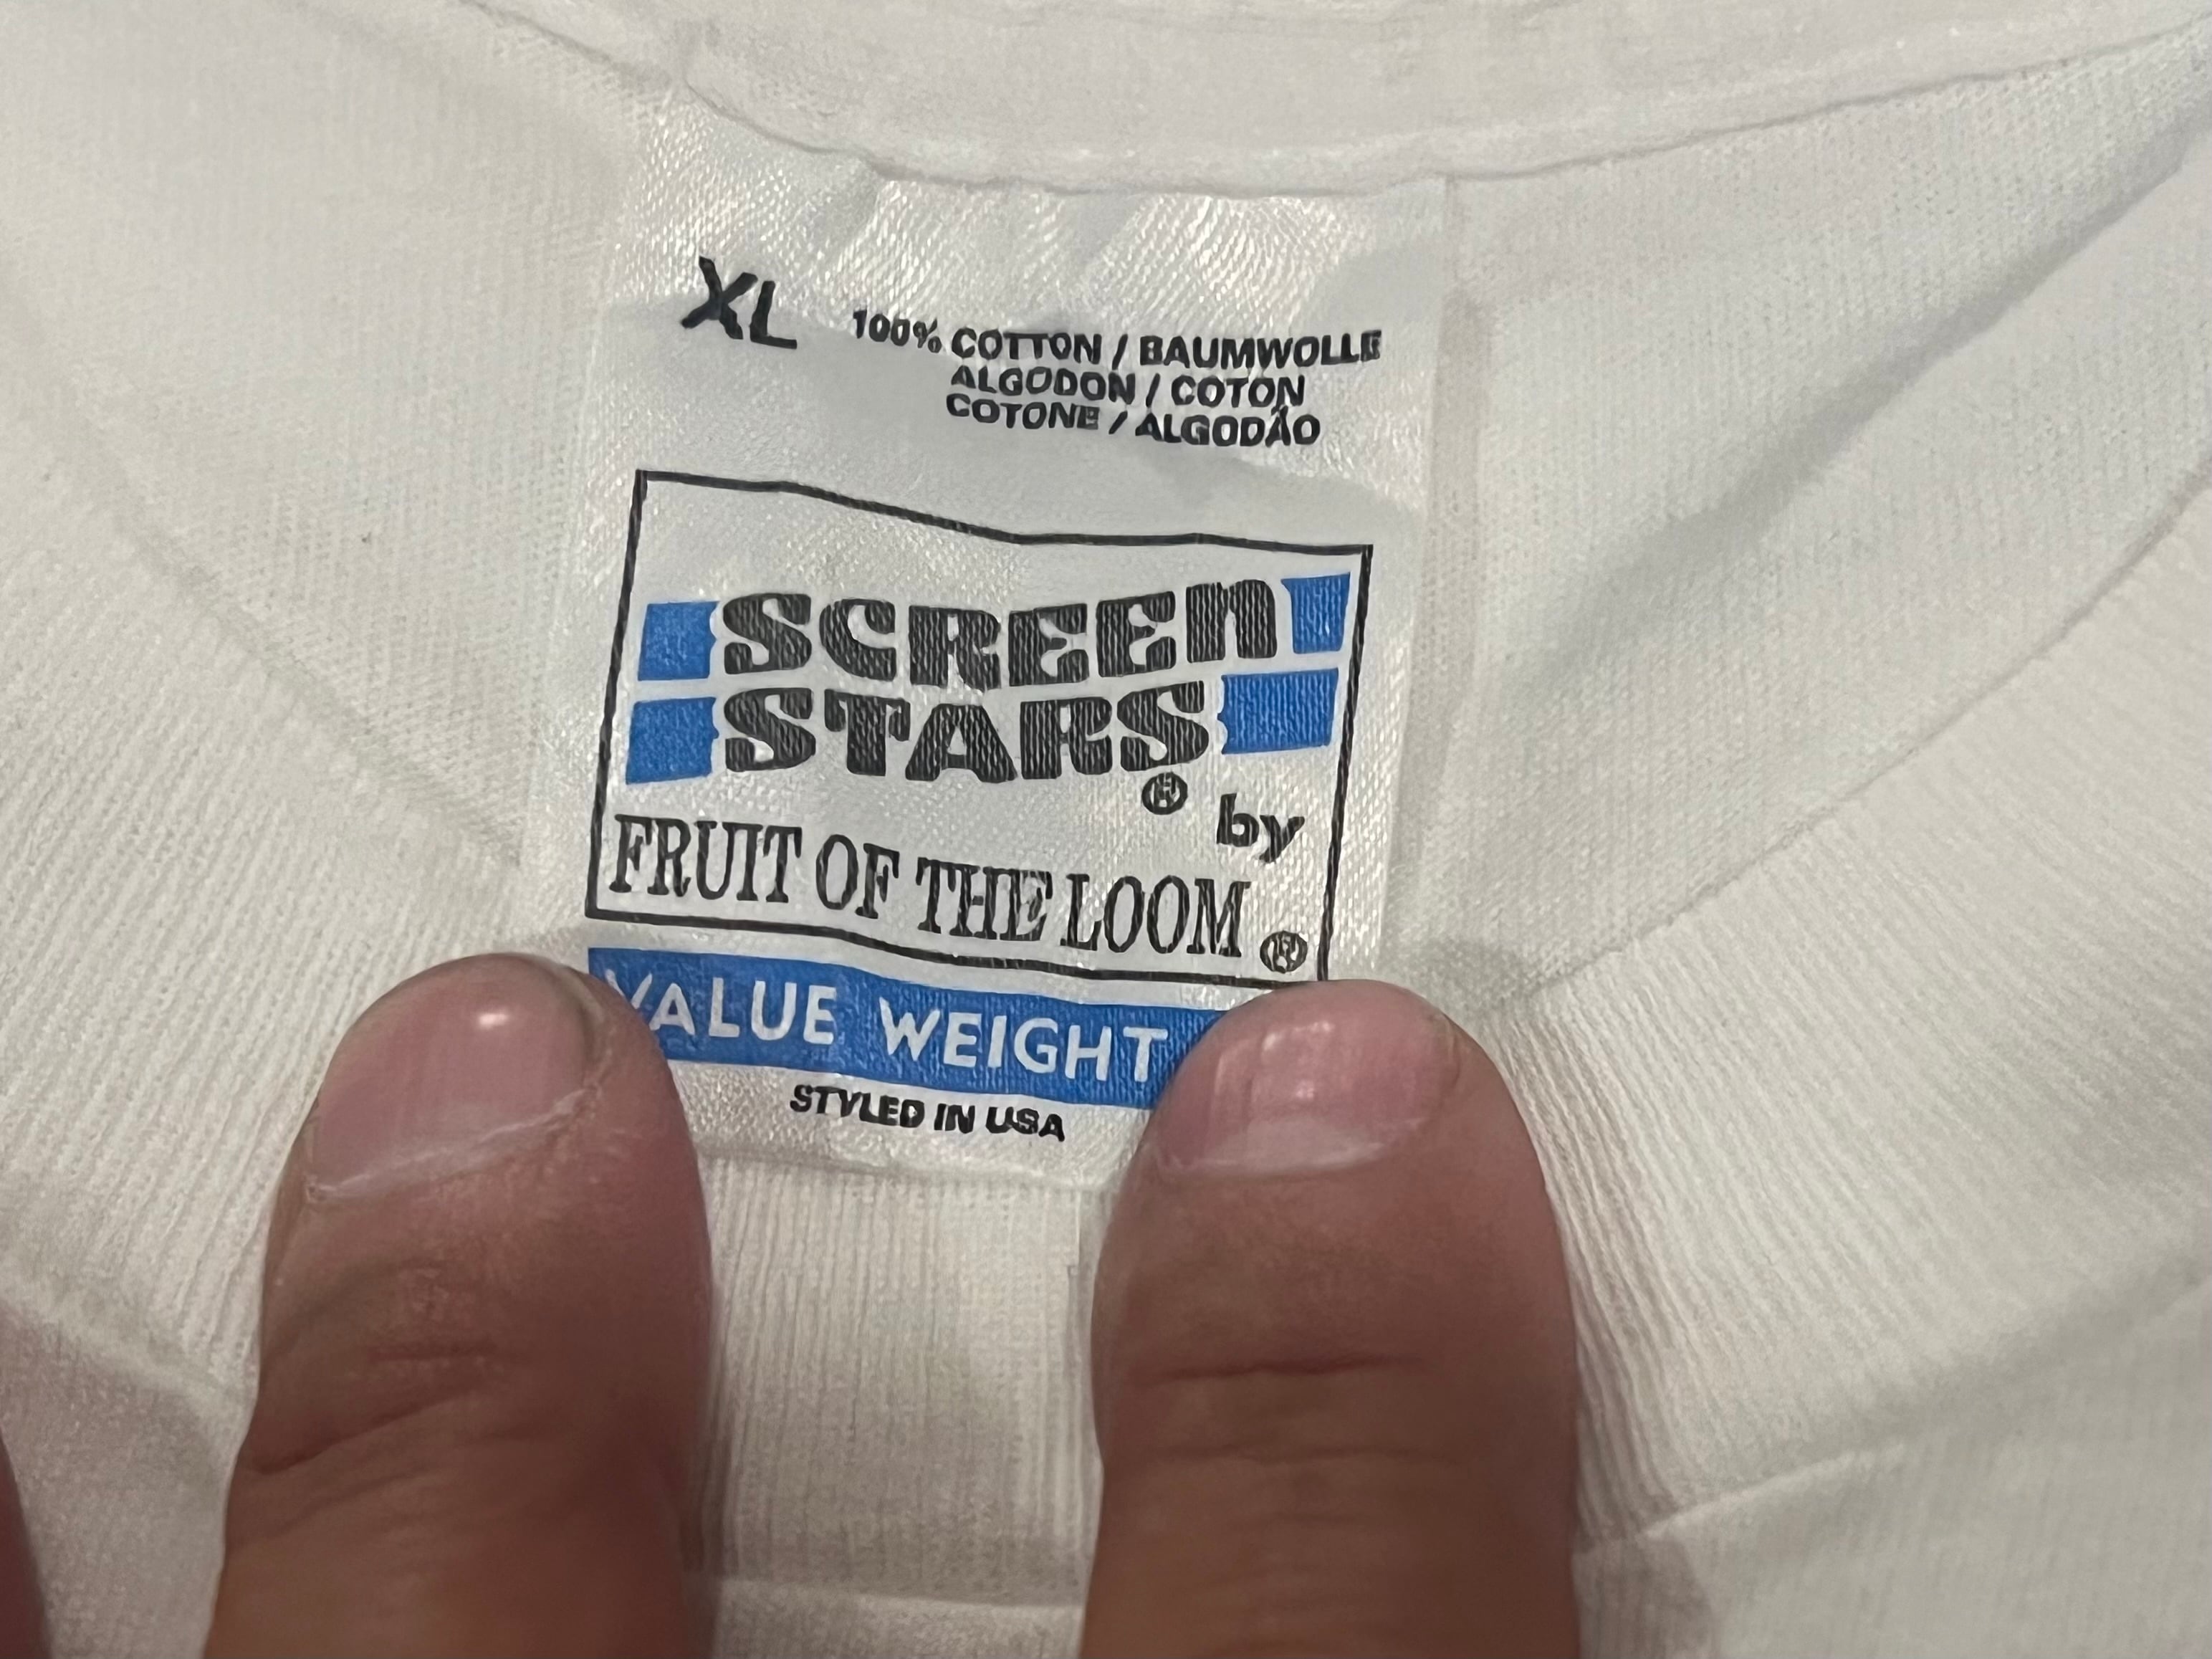 XL
100% COTTON / BAUMWOLLE
ALGODON / COTON
COTONE / ALGODÃO
SCREEN
STARS® by
FRUIT OF THE LOOM®
VALUE WEIGHT
STYLED IN USA